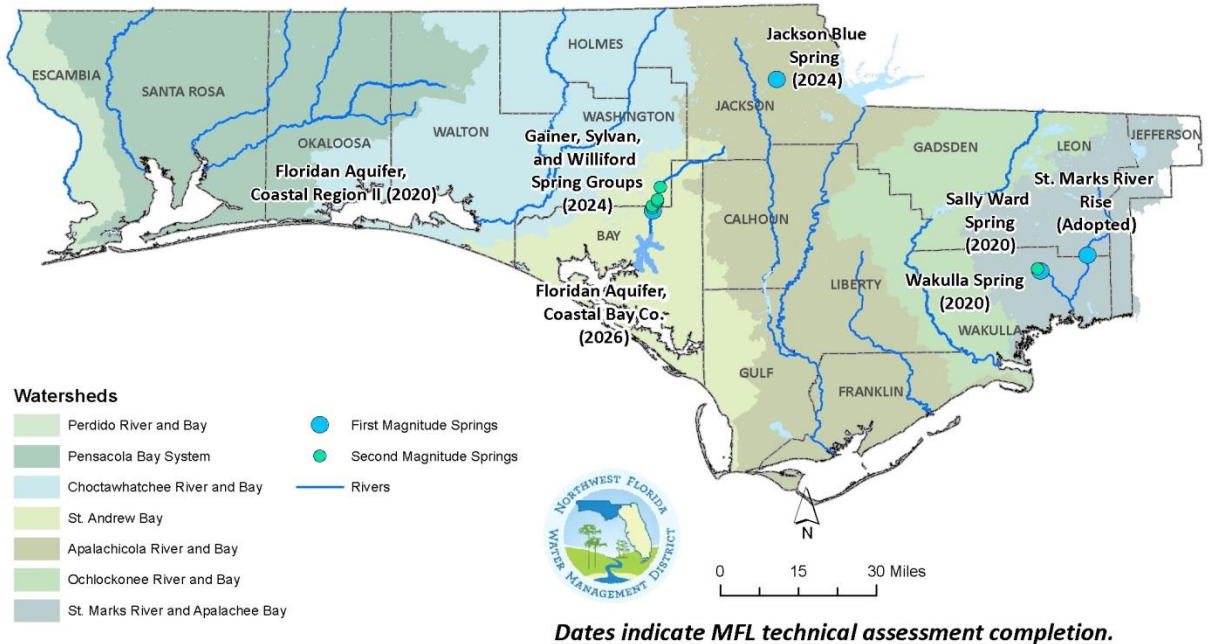 ESCAMBIA
SANTA ROSA
OKALOOSA
WALTON
HOLMES
WASHINGTON
JACKSON
BAY
CALHOUN
GULF
LIBERTY
FRANKLIN
GADSDEN
LEON
WAKULLA
JEFFERSON
Jackson Blue
Spring
(2024)
Gainer, Sylvan,
and Williford
Spring Groups
(2024)
Floridan Aquifer,
Coastal Region II (2020)
Floridan Aquifer,
Coastal Bay Co.
(2026)
Sally Ward
Spring
(2020)
St. Marks River
Rise
(Adopted)
Wakulla Spring
(2020)
Watersheds
Perdido River and Bay
Pensacola Bay System
Choctawhatchee River and Bay
St. Andrew Bay
Apalachicola River and Bay
Ochlockonee River and Bay
St. Marks River and Apalachee Bay
First Magnitude Springs
Second Magnitude Springs
Rivers
NORTHWEST FLORIDA
WATER MANAGEMENT DISTRICT
N
0 15 30 Miles
Dates indicate MFL technical assessment completion.